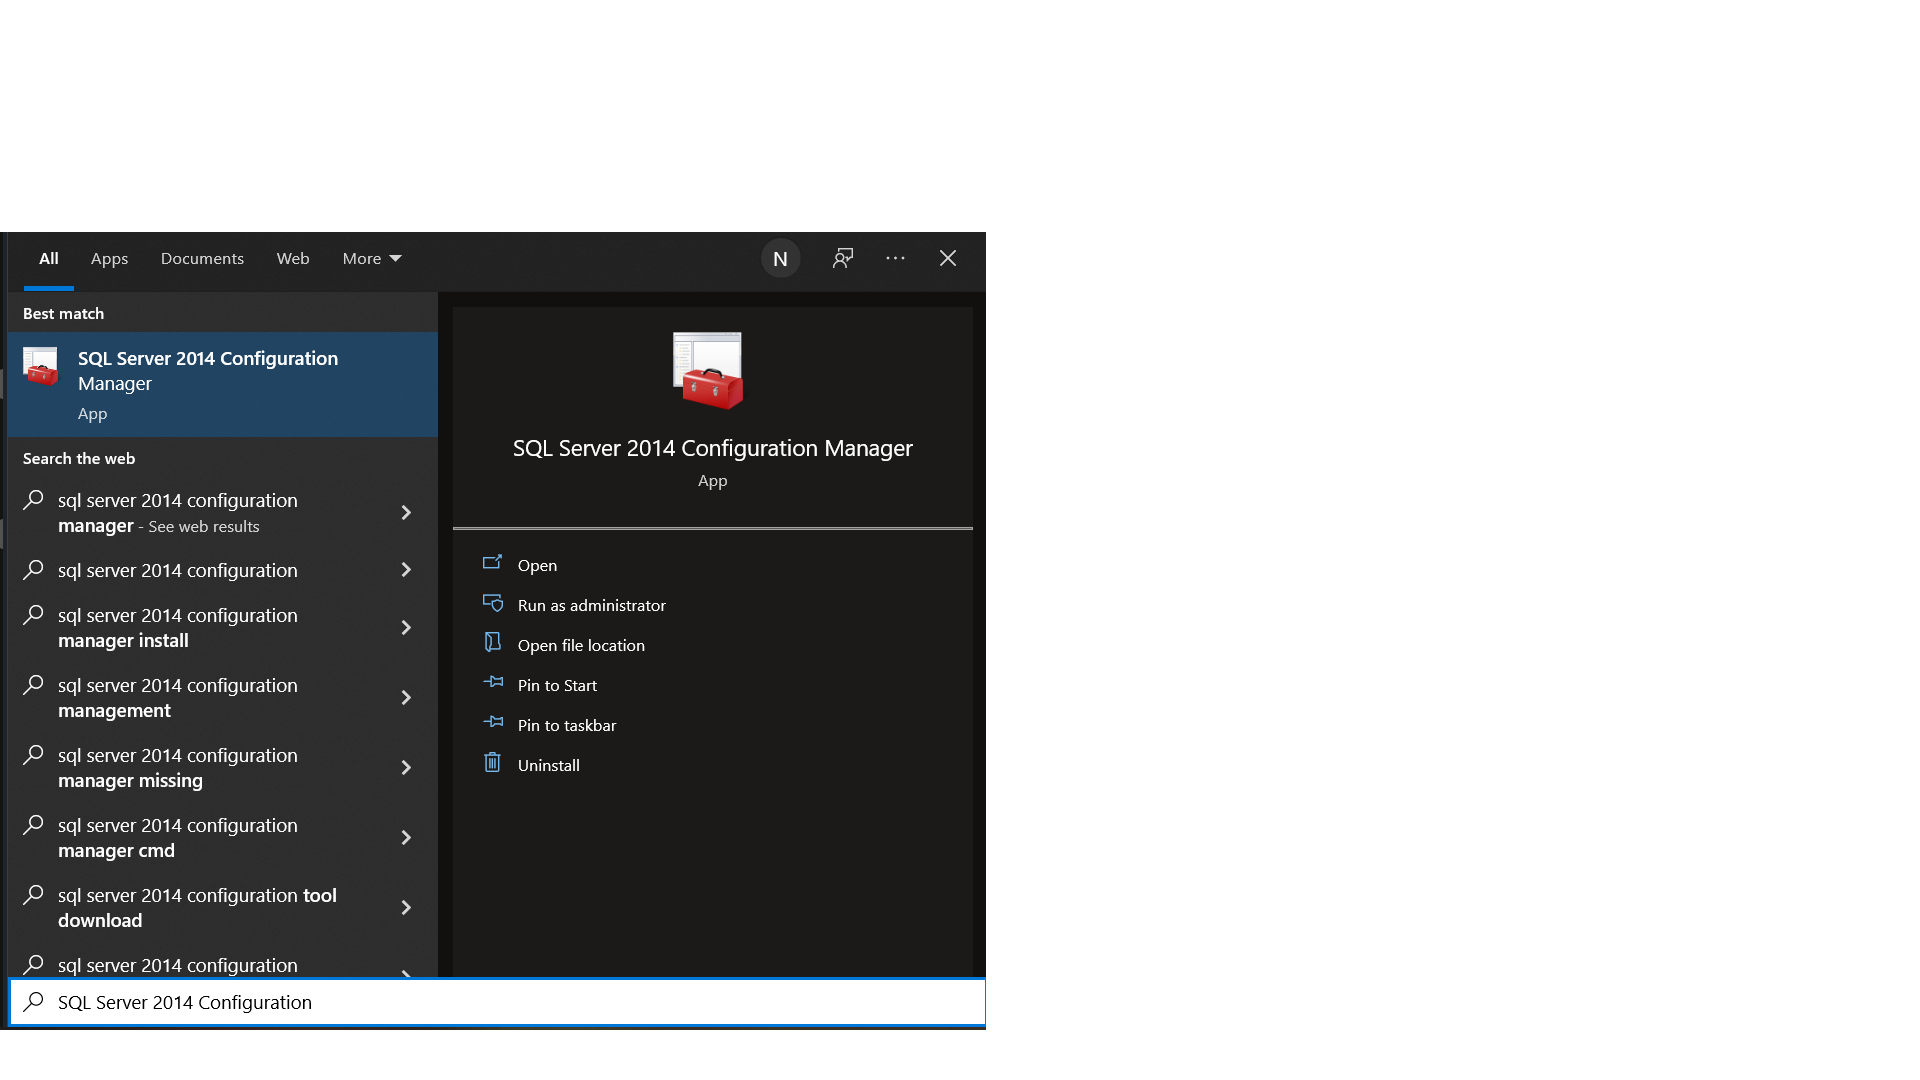 All Apps Documents Web More N
Best match
SQL Server 2014 Configuration
Manager
App
Search the web
sql server 2014 configuration
manager - See web results
sql server 2014 configuration
sql server 2014 configuration
manager install
sql server 2014 configuration
management
sql server 2014 configuration
manager missing
sql server 2014 configuration
manager cmd
sql server 2014 configuration tool
download
sql server 2014 configuration
SQL Server 2014 Configuration Manager
App
Open
Run as administrator
Open file location
Pin to Start
Pin to taskbar
Uninstall
SQL Server 2014 Configuration